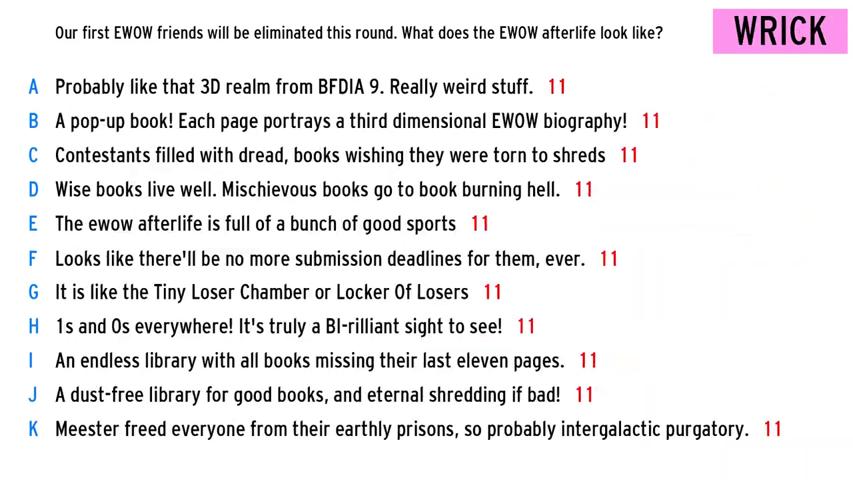 Our first EWOW friends will be eliminated this round. What does the EWOW afterlife look like?
WRICK
A Probably like that 3D realm from BFDIA 9. Really weird stuff. 11
B A pop-up book! Each page portrays a third dimensional EWOW biography! 11
C Contestants filled with dread, books wishing they were torn to shreds 11
D Wise books live well. Mischievous books go to book burning hell. 11
E The ewow afterlife is full of a bunch of good sports 11
F Looks like there'll be no more submission deadlines for them, ever. 11
G It is like the Tiny Loser Chamber or Locker Of Losers 11
H 1s and 0s everywhere! It's truly a BI-rilliant sight to see! 11
I An endless library with all books missing their last eleven pages. 11
J A dust-free library for good books, and eternal shredding if bad! 11
K Meester freed everyone from their earthly prisons, so probably intergalactic purgatory. 11